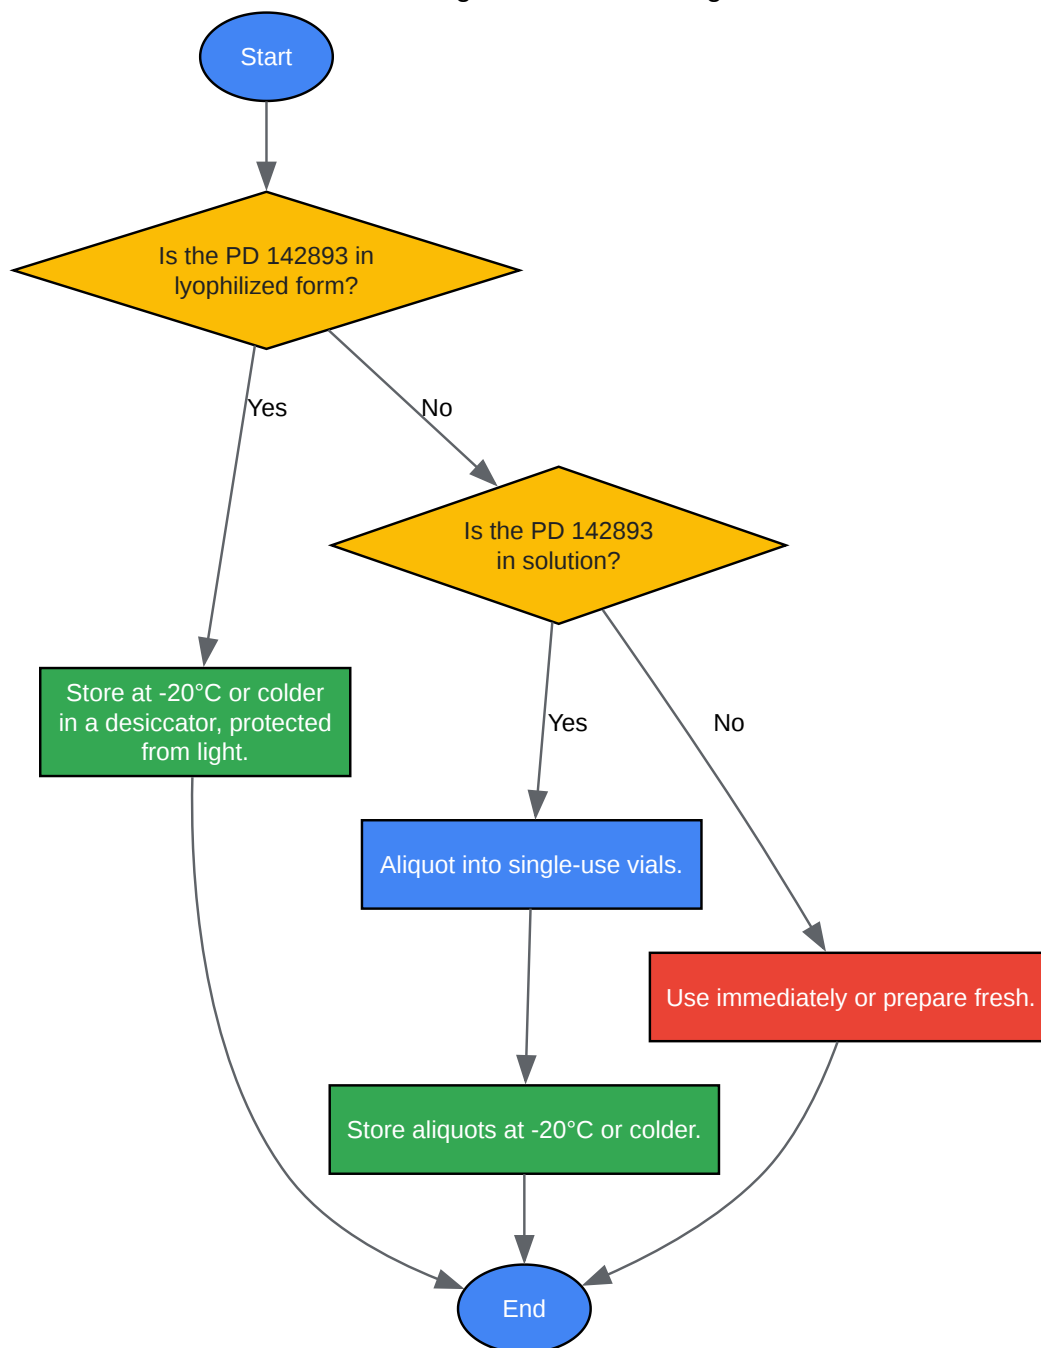 Start
Is the PD 142893 in
lyophilized form?
Yes
No
Is the PD 142893
in solution?
Store at -20°C or colder
in a desiccator, protected
from light.
Yes
No
Aliquot into single-use vials.
Use immediately or prepare fresh.
Store aliquots at -20°C or colder.
End